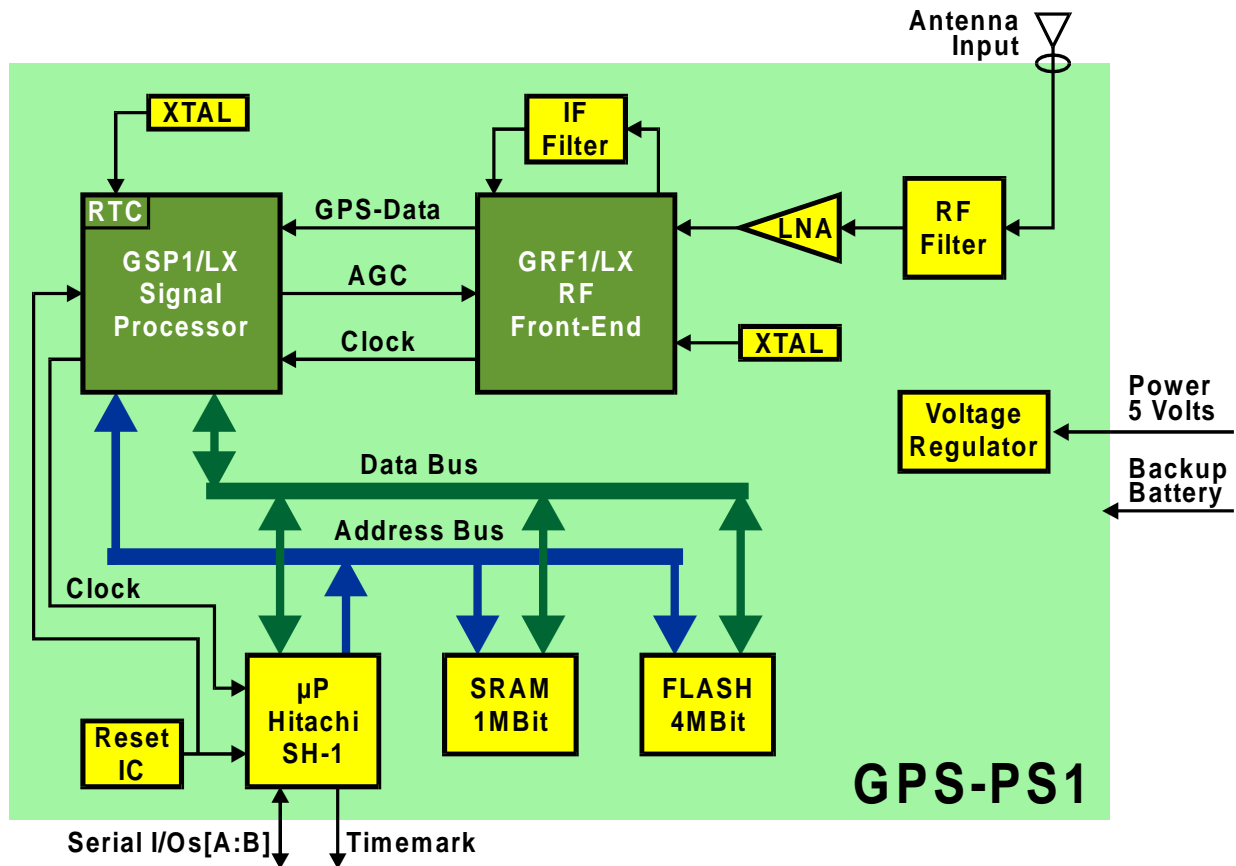 Antenna
Input
XTAL
IF
Filter
RTC
GPS-Data
LNA
RF
Filter
GSP1/LX
Signal
Processor
AGC
GRF1/LX
RF
Front-End
Clock
XTAL
Power
5 Volts
Voltage
Regulator
Backup
Battery
Data Bus
Address Bus
Clock
µP
Hitachi
SH-1
SRAM
1MBit
FLASH
4MBit
Reset
IC
GPS-PS1
Serial I/Os[A:B]
Timemark